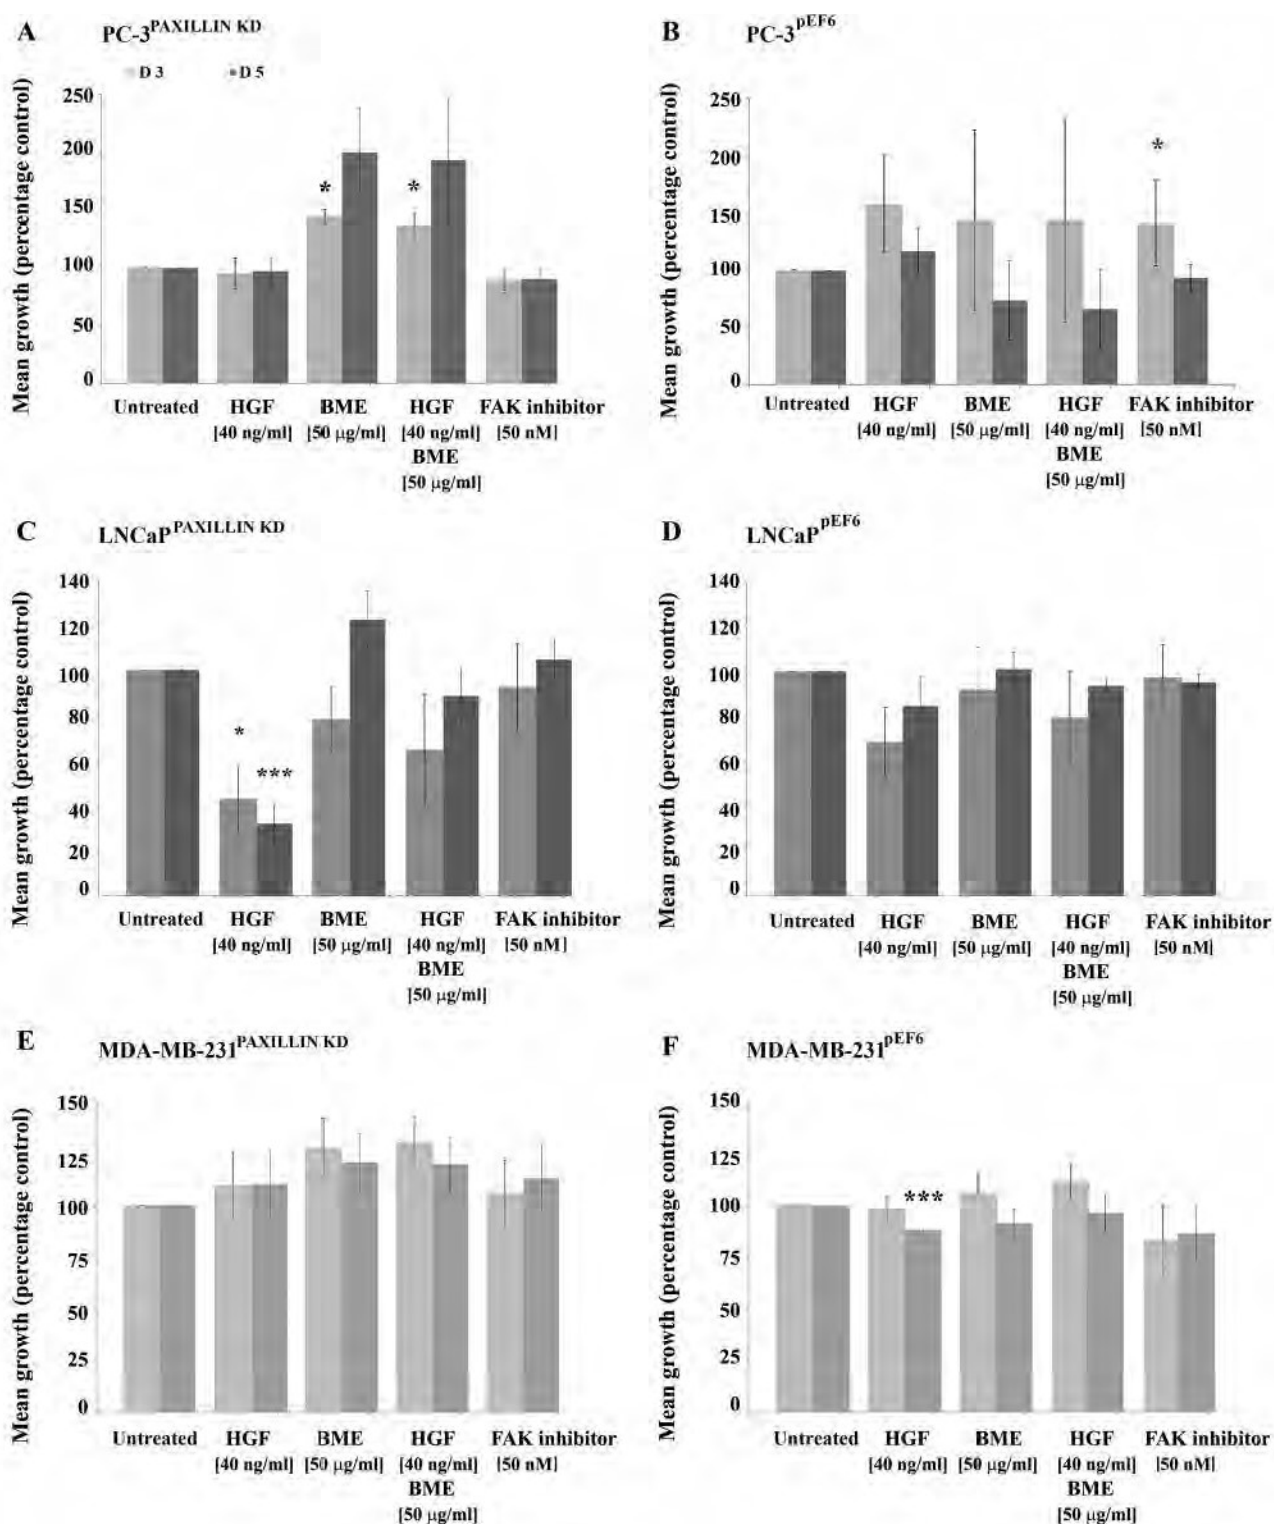 A PC-3PAXILLIN KD
D 3 D 5
Mean growth (percentage control)
250
200
150
100
50
0
*
*
Untreated HGF BME HGF FAK inhibitor
[40 ng/ml] [50 µg/ml] [40 ng/ml] [50 nM]
BME
[50 µg/ml]
B PC-3pEF6
Mean growth (percentage control)
250
200
150
100
50
0
*
Untreated HGF BME HGF FAK inhibitor
[40 ng/ml] [50 µg/ml] [40 ng/ml] [50 nM]
BME
[50 µg/ml]
C LNCaPPAXILLIN KD
Mean growth (percentage control)
140
120
100
80
60
40
20
0
*
***
Untreated HGF BME HGF FAK inhibitor
[40 ng/ml] [50 µg/ml] [40 ng/ml] [50 nM]
BME
[50 µg/ml]
D LNCaPpEF6
Mean growth (percentage control)
140
120
100
80
60
40
20
0
Untreated HGF BME HGF FAK inhibitor
[40 ng/ml] [50 µg/ml] [40 ng/ml] [50 nM]
BME
[50 µg/ml]
E MDA-MB-231PAXILLIN KD
Mean growth (percentage control)
150
125
100
75
50
25
0
Untreated HGF BME HGF FAK inhibitor
[40 ng/ml] [50 µg/ml] [40 ng/ml] [50 nM]
BME
[50 µg/ml]
F MDA-MB-231pEF6
Mean growth (percentage control)
150
125
100
75
50
25
0
***
Untreated HGF BME HGF FAK inhibitor
[40 ng/ml] [50 µg/ml] [40 ng/ml] [50 nM]
BME
[50 µg/ml]